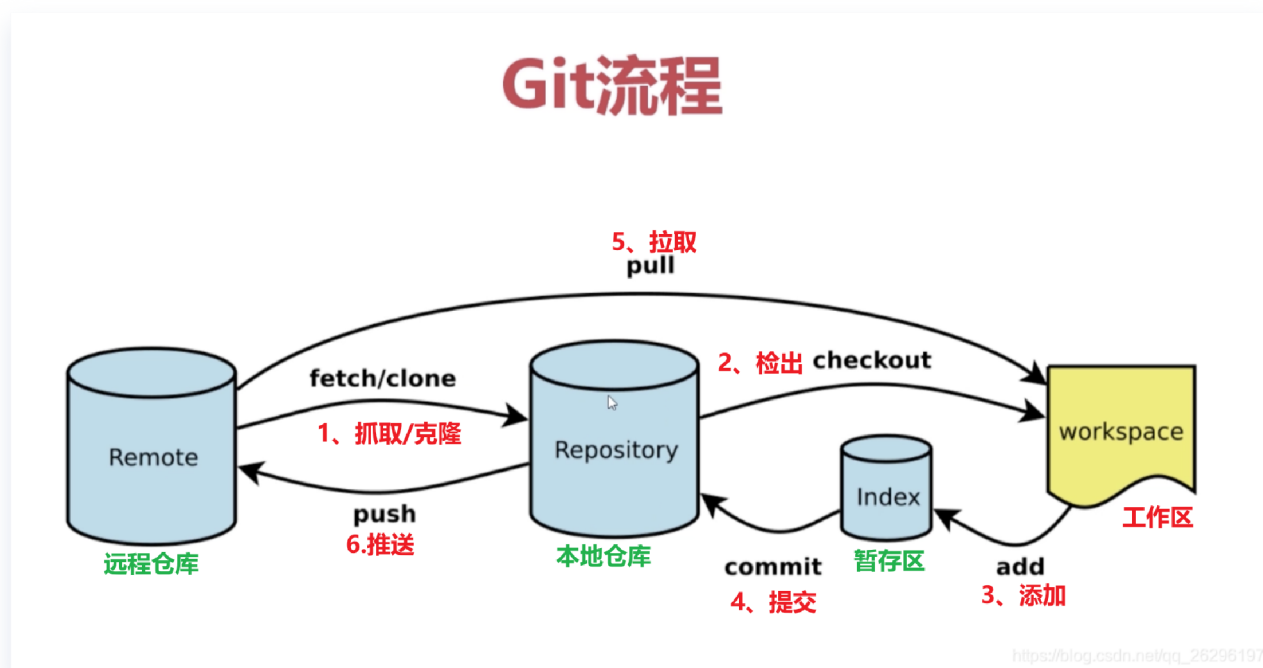 Git流程
5、拉取
pull
2、检出 checkout
fetch/clone
1、抓取/克隆
Remote
Repository
workspace
Index
push
6.推送
工作区
远程仓库
本地仓库
暂存区
commit
4、提交
add
3、添加
https://blog.csdn.net/qq_26296197